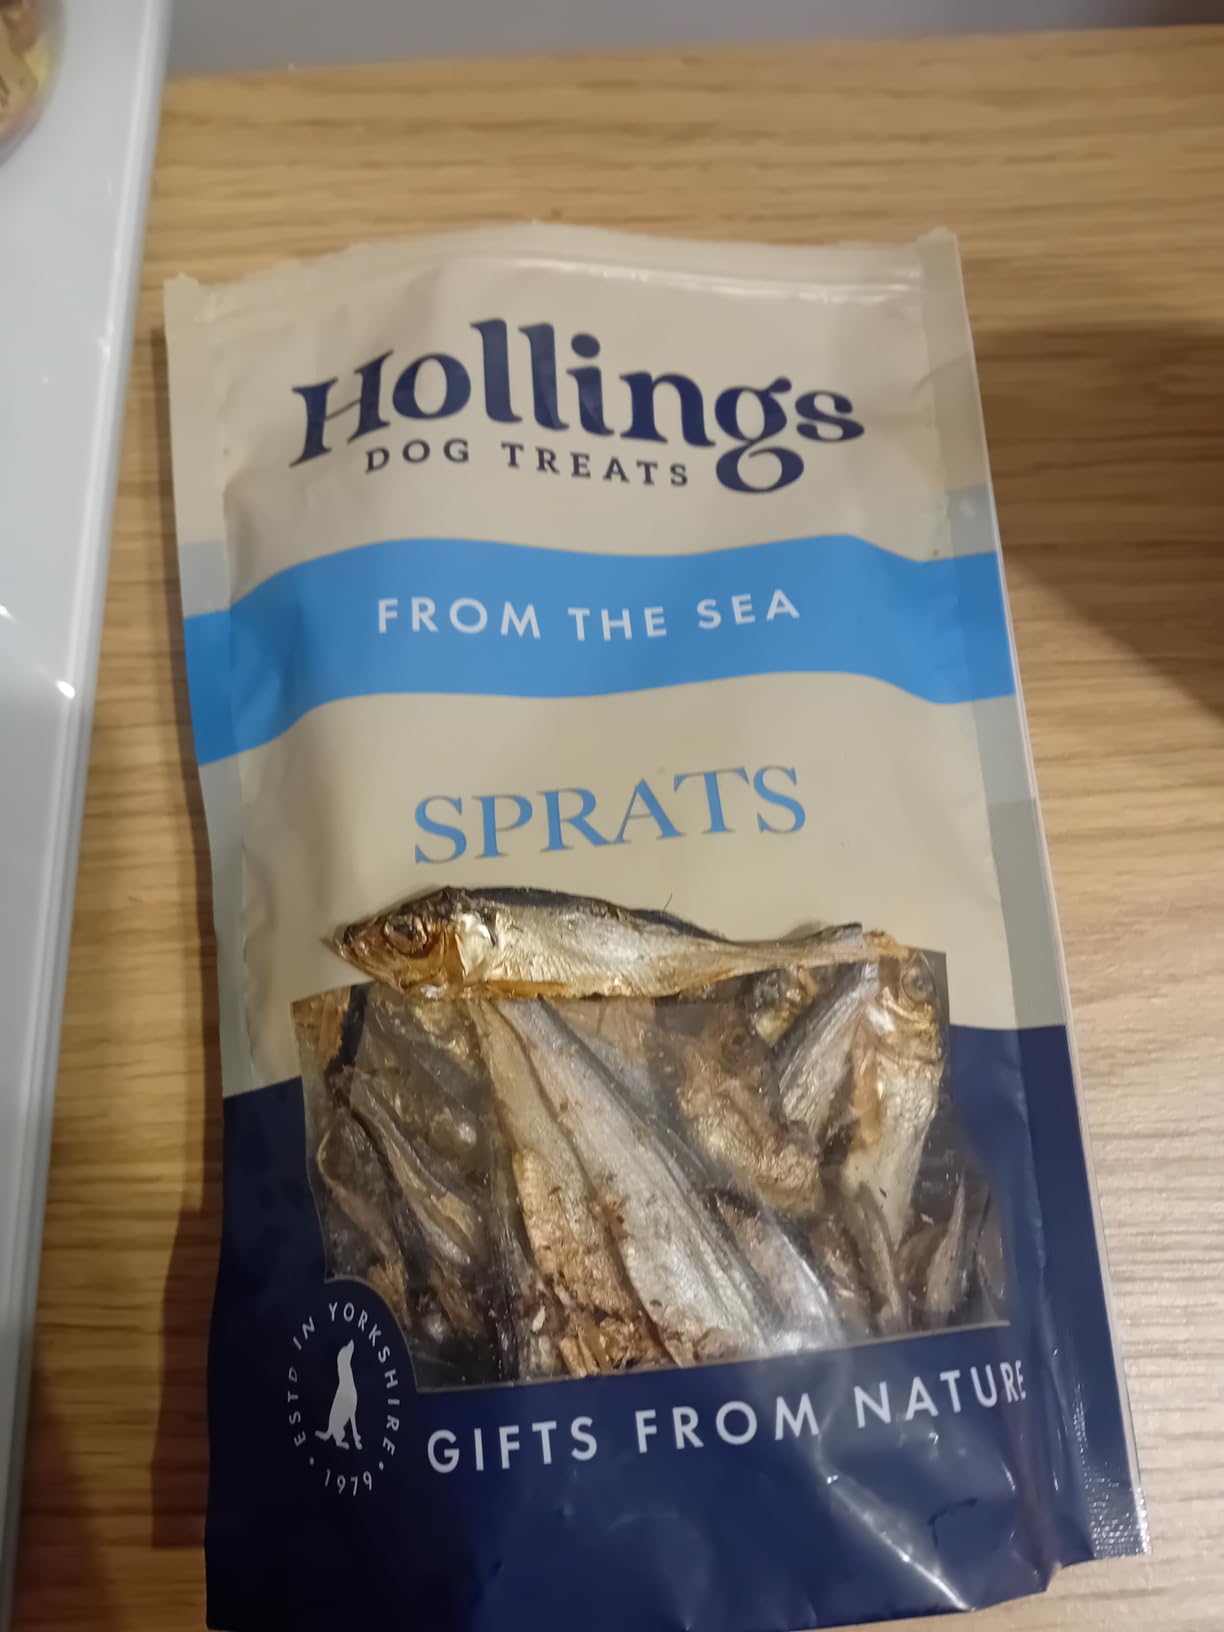 Hollings
DOG TREATS
FROM THE SEA
SPRATS
ESTD IN YORKSHIRE
• 1979 •
GIFTS FROM NATURE